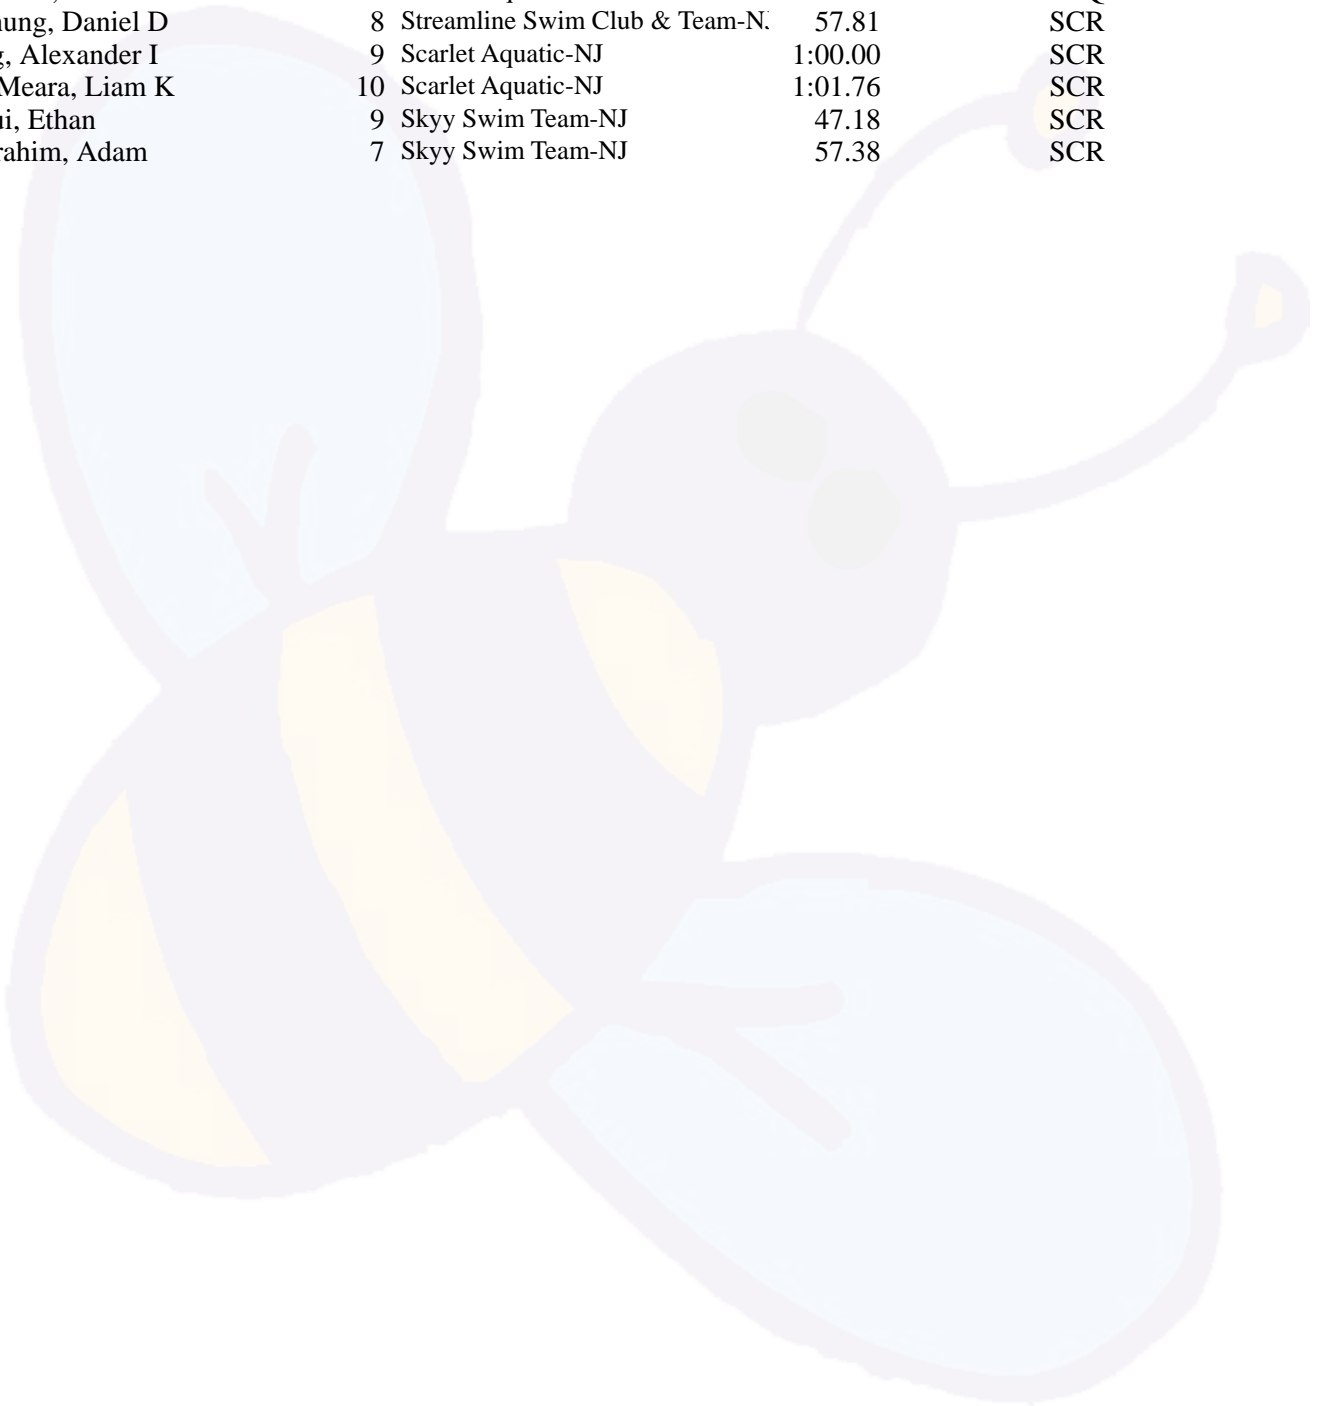 hung, Daniel D 8 Streamline Swim Club & Team-N 57.81 SCR
g, Alexander I 9 Scarlet Aquatic-NJ 1:00.00 SCR
Meara, Liam K 10 Scarlet Aquatic-NJ 1:01.76 SCR
ui, Ethan 9 Skyy Swim Team-NJ 47.18 SCR
rahim, Adam 7 Skyy Swim Team-NJ 57.38 SCR